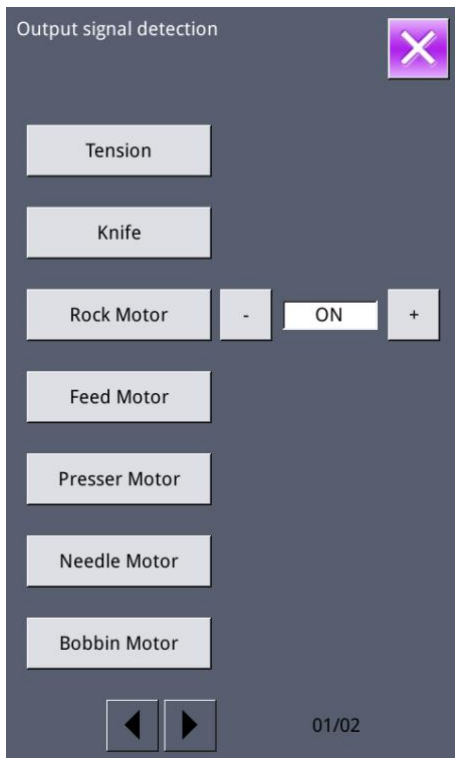 Output signal detection
Tension
Knife
Rock Motor - ON +
Feed Motor
Presser Motor
Needle Motor
Bobbin Motor
01/02